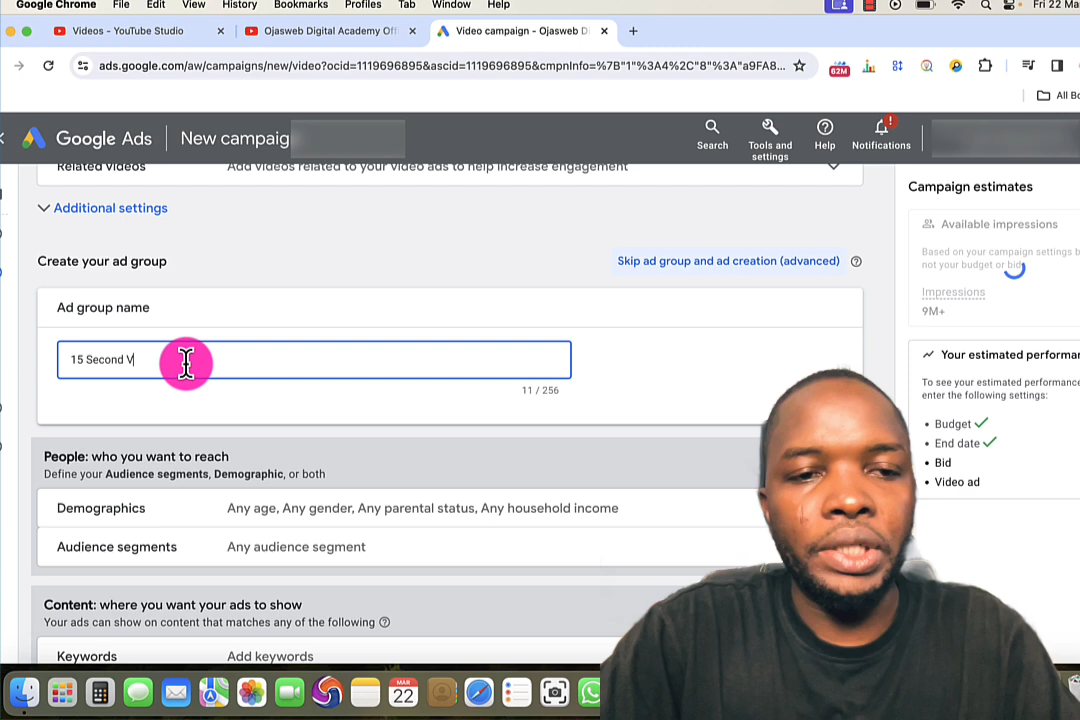 Google Chrome File Edit View History Bookmarks Profiles Tab Window Help Fri 22 Ma
Videos - YouTube Studio
Ojasweb Digital Academy Off
Video campaign - Ojasweb D
ads.google.com/aw/campaigns/new/video?ocid=1119696895&ascid=1119696895&cmpnInfo=%7B"1"%3A4%2C"8"%3A"a9FA8...
62M
All Bo
Google Ads
New campaig
Search
Tools and settings
Help
!
Notifications
Related videos Add videos related to your video ads to help increase engagement
Additional settings
Create your ad group
Skip ad group and ad creation (advanced)
Ad group name
15 Second V
11 / 256
People: who you want to reach
Define your Audience segments, Demographic, or both
Demographics Any age, Any gender, Any parental status, Any household income
Audience segments Any audience segment
Content: where you want your ads to show
Your ads can show on content that matches any of the following
Keywords Add keywords
Campaign estimates
Available impressions
Based on your campaign settings b
not your budget or bid
Impressions
9M+
Your estimated performa
To see your estimated performance
enter the following settings:
• Budget
• End date
• Bid
• Video ad
MAR
22